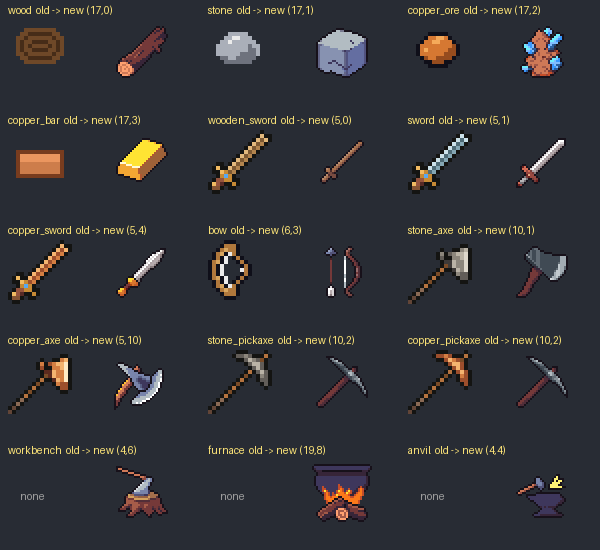 wood old -> new (17,0) stone old -> new (17,1) copper_ore old -> new (17,2)
copper_bar old -> new (17,3) wooden_sword old -> new (5,0) sword old -> new (5,1)
copper_sword old -> new (5,4) bow old -> new (6,3) stone_axe old -> new (10,1)
copper_axe old -> new (5,10) stone_pickaxe old -> new (10,2) copper_pickaxe old -> new (10,2)
workbench old -> new (4,6) furnace old -> new (19,8) anvil old -> new (4,4)
none none none